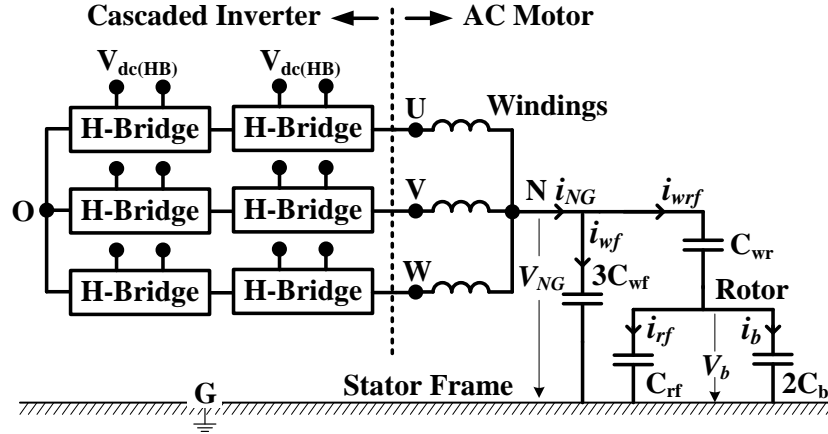 Cascaded Inverter AC Motor
V_dc(HB) V_dc(HB)
U Windings
H-Bridge H-Bridge
V N i_NG i_wrf
O H-Bridge H-Bridge
i_wf C_wr
W V_NG 3C_wf
H-Bridge H-Bridge Rotor
i_rf i_b
V_b
G Stator Frame C_rf 2C_b